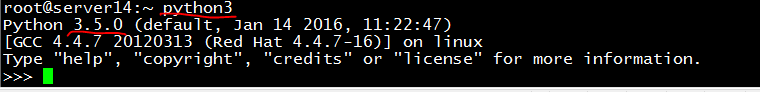 root@server14:~ python3
Python 3.5.0 (default, Jan 14 2016, 11:22:47)
[GCC 4.4.7 20120313 (Red Hat 4.4.7-16)] on linux
Type "help", "copyright", "credits" or "license" for more information.
>>>